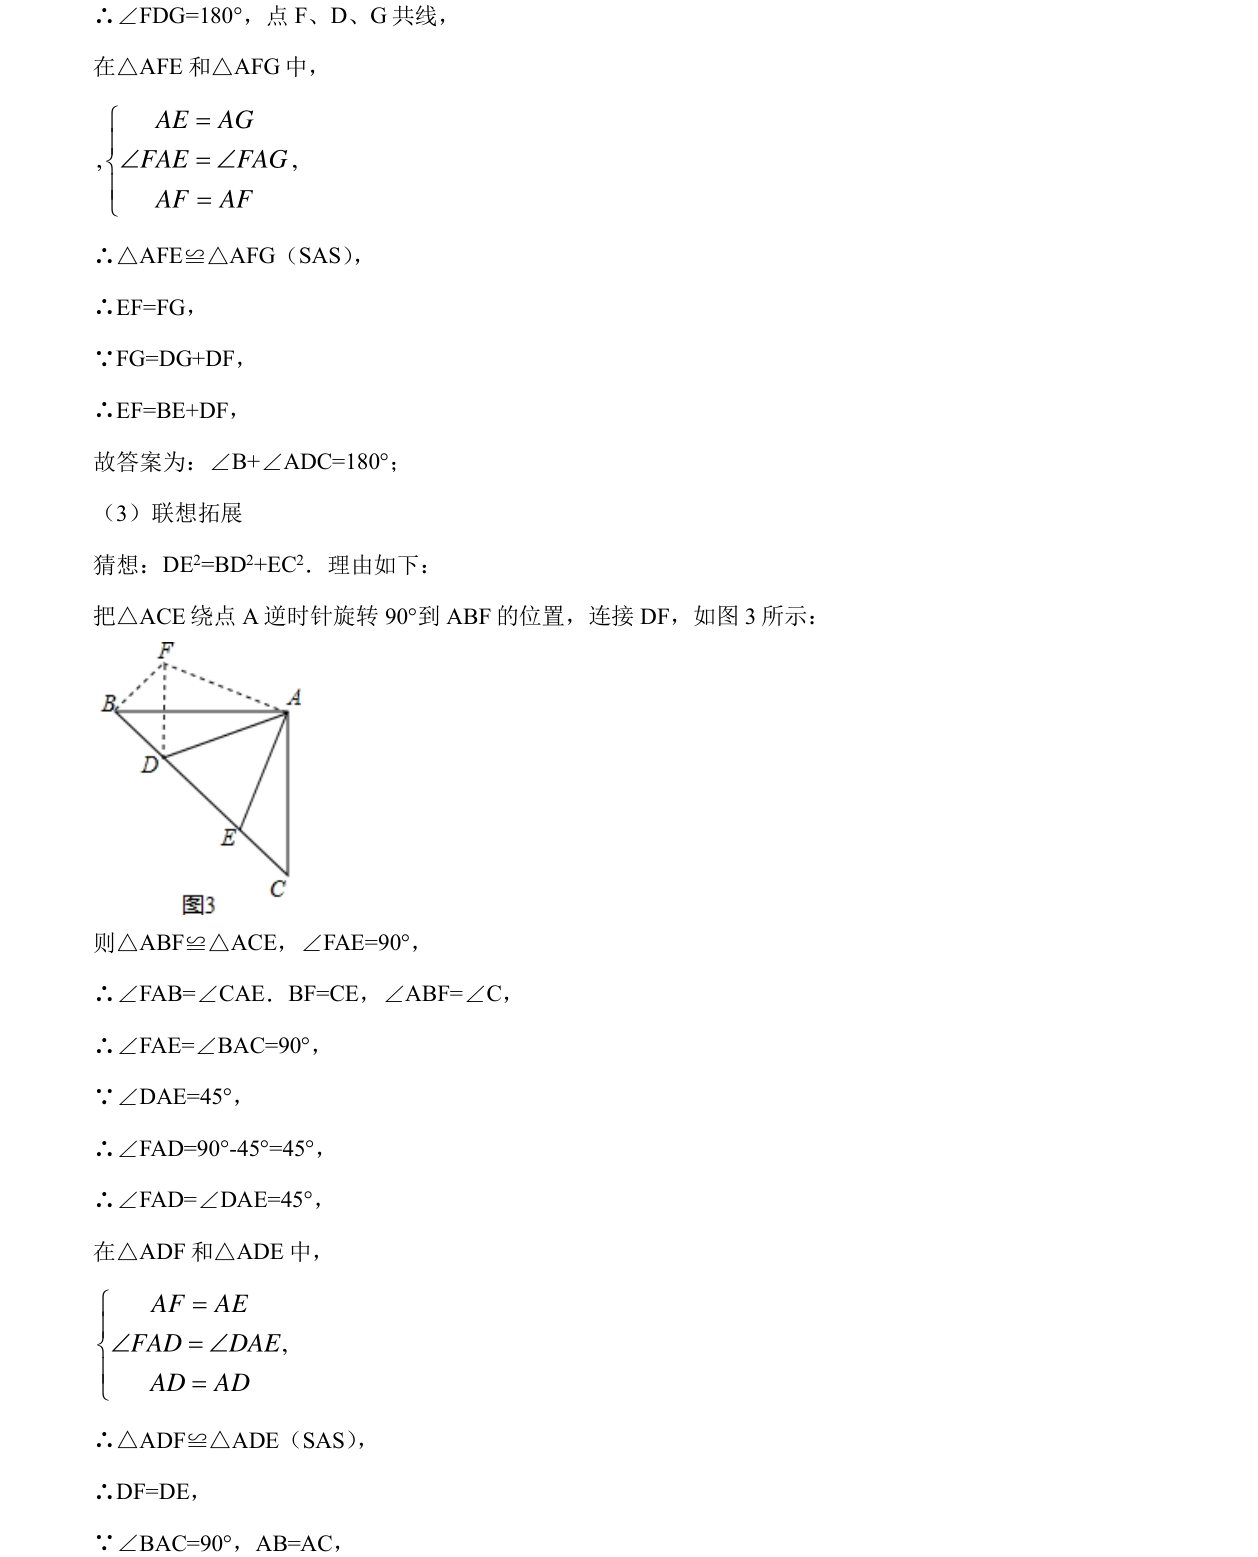 ∴∠FDG=180°，点 F、D、G 共线，
在△AFE 和△AFG 中，
AE = AG
,{∠FAE = ∠FAG ,
AF = AF
∴△AFE≌△AFG（SAS），
∴EF=FG，
∵FG=DG+DF，
∴EF=BE+DF，
故答案为：∠B+∠ADC=180°；
（3）联想拓展
猜想：DE²=BD²+EC²．理由如下：
把△ACE 绕点 A 逆时针旋转 90°到 ABF 的位置，连接 DF，如图 3 所示：
F
B
A
D
E
C
图3
则△ABF≌△ACE，∠FAE=90°，
∴∠FAB=∠CAE．BF=CE，∠ABF=∠C，
∴∠FAE=∠BAC=90°，
∵∠DAE=45°，
∴∠FAD=90°-45°=45°，
∴∠FAD=∠DAE=45°，
在△ADF 和△ADE 中，
AF = AE
{∠FAD = ∠DAE,
AD = AD
∴△ADF≌△ADE（SAS），
∴DF=DE，
∵∠BAC=90°，AB=AC，